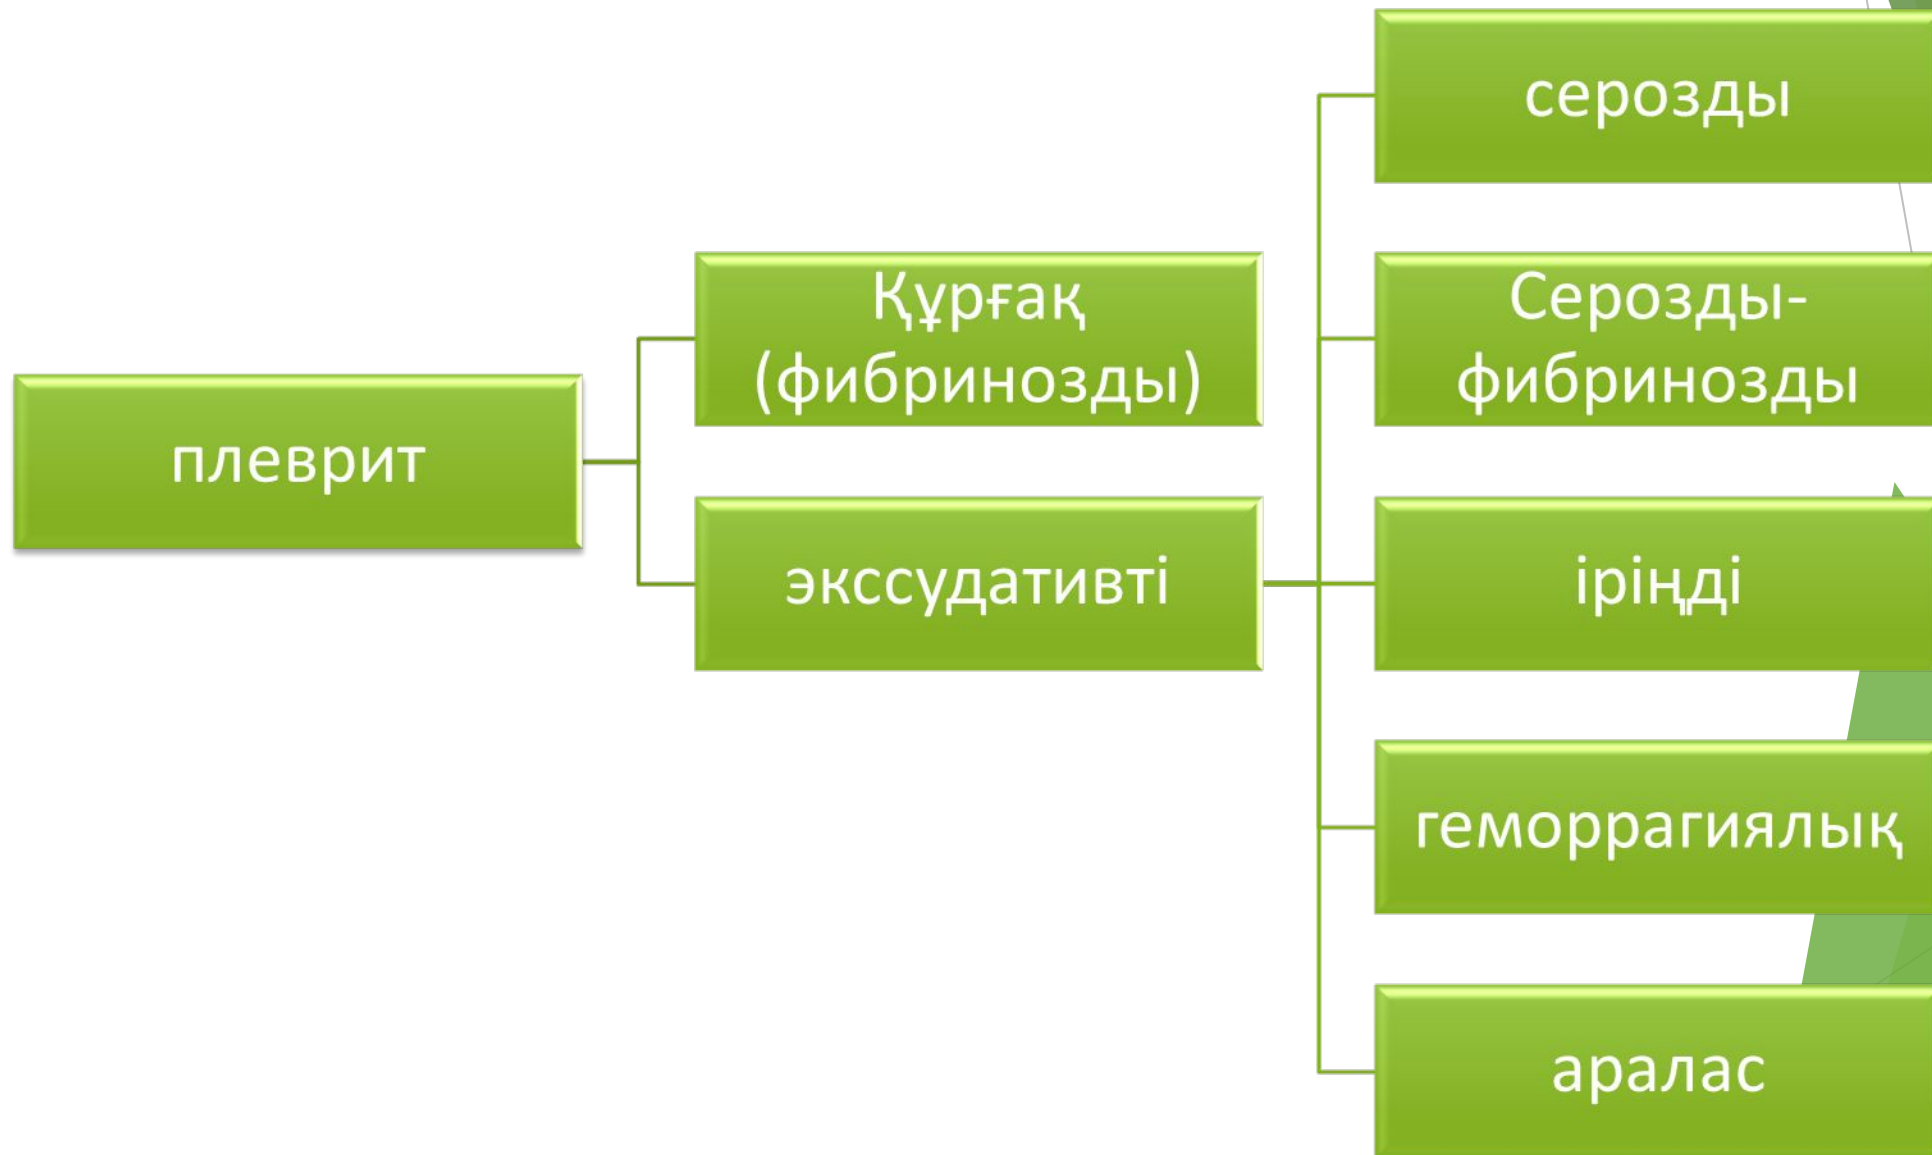 плеврит
Құрғақ
(фибринозды)
экссудативті
серозды
Серозды-
фибринозды
іріңді
геморрагиялық
аралас